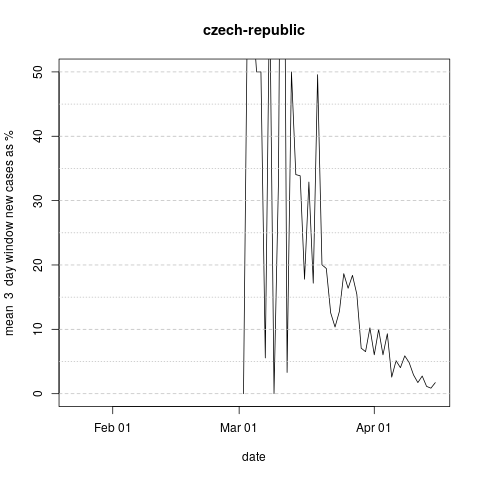 czech-republic
mean  3  day window new cases as %
50
40
30
20
10
0
Feb 01
Mar 01
Apr 01
date